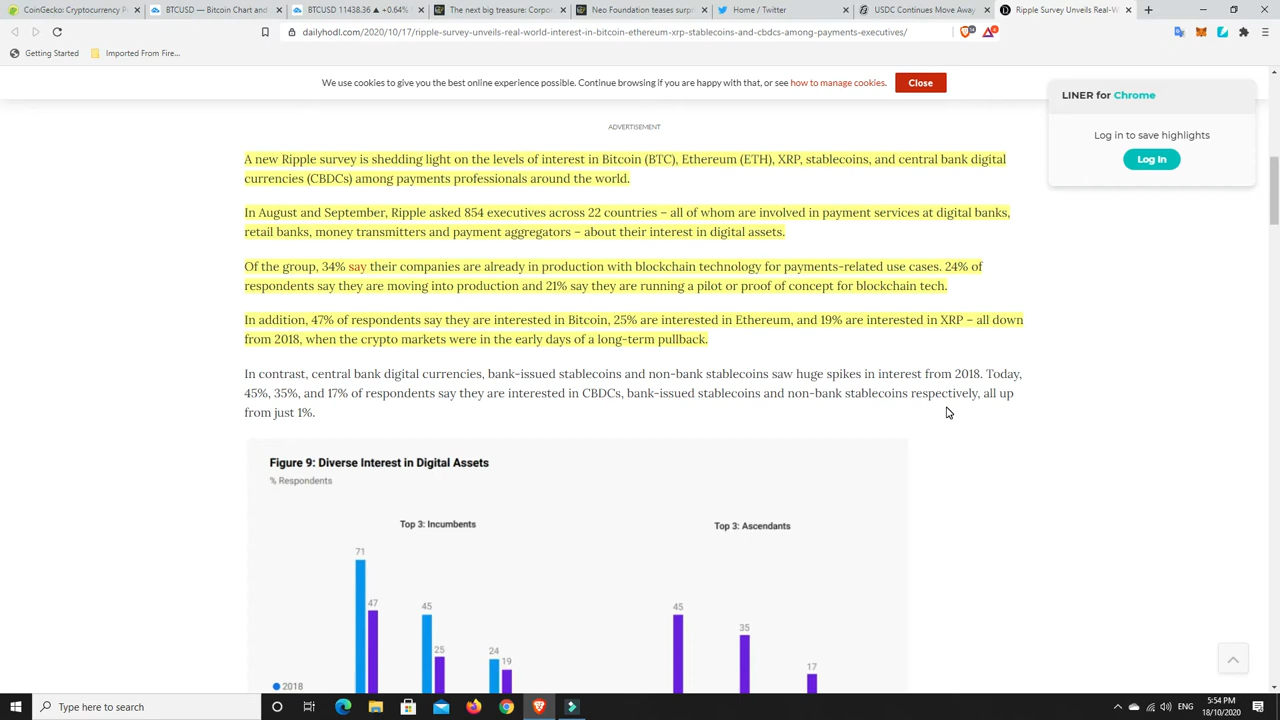 CoinGecko: Cryptocurrency P
BTCUSD — Bitcoin Chart and
BTCUSD 11438.36 ▲ +0.64%
The next big treasure: Corpo
Neo Foundation teases surpr
Home / Twitter
USDC Continues Move Away
Ripple Survey Unveils Real-W
dailyhodl.com/2020/10/17/ripple-survey-unveils-real-world-interest-in-bitcoin-ethereum-xrp-stablecoins-and-cbdcs-among-payments-executives/
Getting Started
Imported From Fire...
We use cookies to give you the best online experience possible. Continue browsing if you are happy with that, or see how to manage cookies.
Close
LINER for Chrome
Log in to save highlights
Log In
ADVERTISEMENT
A new Ripple survey is shedding light on the levels of interest in Bitcoin (BTC), Ethereum (ETH), XRP, stablecoins, and central bank digital
currencies (CBDCs) among payments professionals around the world.
In August and September, Ripple asked 854 executives across 22 countries – all of whom are involved in payment services at digital banks,
retail banks, money transmitters and payment aggregators – about their interest in digital assets.
Of the group, 34% say their companies are already in production with blockchain technology for payments-related use cases. 24% of
respondents say they are moving into production and 21% say they are running a pilot or proof of concept for blockchain tech.
In addition, 47% of respondents say they are interested in Bitcoin, 25% are interested in Ethereum, and 19% are interested in XRP – all down
from 2018, when the crypto markets were in the early days of a long-term pullback.
In contrast, central bank digital currencies, bank-issued stablecoins and non-bank stablecoins saw huge spikes in interest from 2018. Today,
45%, 35%, and 17% of respondents say they are interested in CBDCs, bank-issued stablecoins and non-bank stablecoins respectively, all up
from just 1%.
Figure 9: Diverse Interest in Digital Assets
% Respondents
Top 3: Incumbents
Top 3: Ascendants
71
47
45
25
24
19
45
35
17
2018
Type here to search
ENG
5:54 PM
18/10/2020